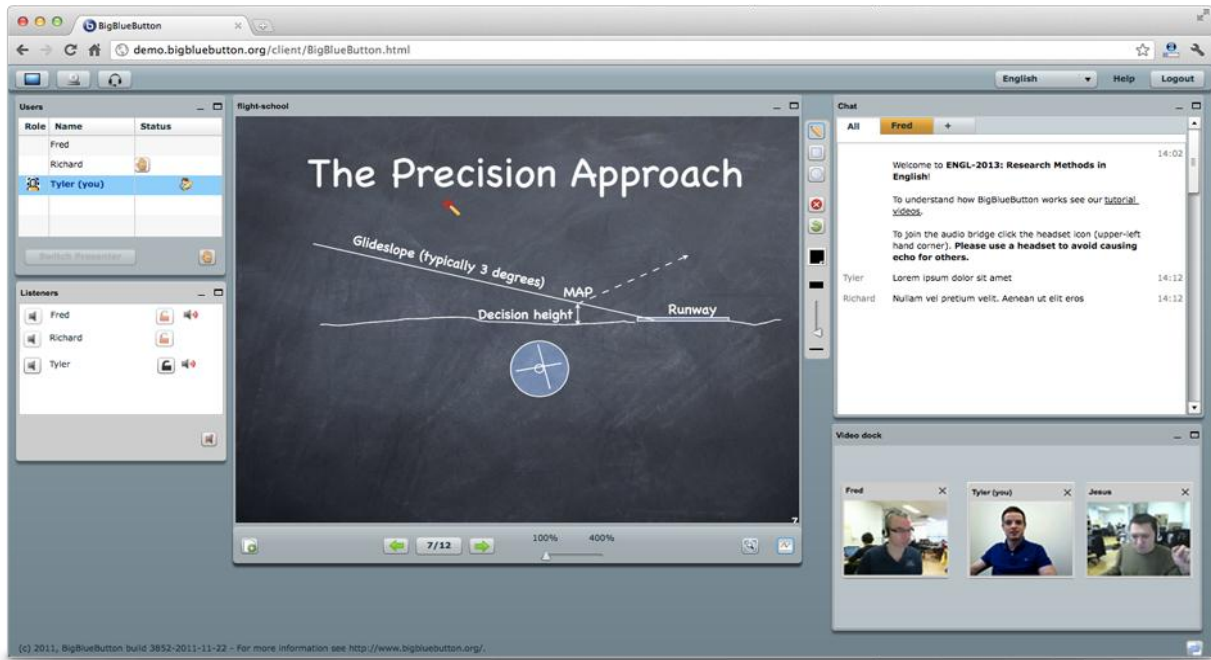 BigBlueButton
demo.bigbluebutton.org/client/BigBlueButton.html
English Help Logout
Users
Role Name Status
Fred
Richard
Tyler (you)
Switch Presenter
Listeners
Fred
Richard
Tyler
flight-school
The Precision Approach
Glideslope (typically 3 degrees)
MAP
Decision height
Runway
7
7/12
100% 400%
Chat
All Fred +
14:02
Welcome to ENGL-2013: Research Methods in
English!
To understand how BigBlueButton works see our tutorial
videos.
To join the audio bridge click the headset icon (upper-left
hand corner). Please use a headset to avoid causing
echo for others.
Tyler Lorem ipsum dolor sit amet 14:12
Richard Nullam vel pretium velit. Aenean ut elit eros 14:12
Video dock
Fred Tyler (you) Jesus
(c) 2011, BigBlueButton build 3852-2011-11-22 - For more information see http://www.bigbluebutton.org/.